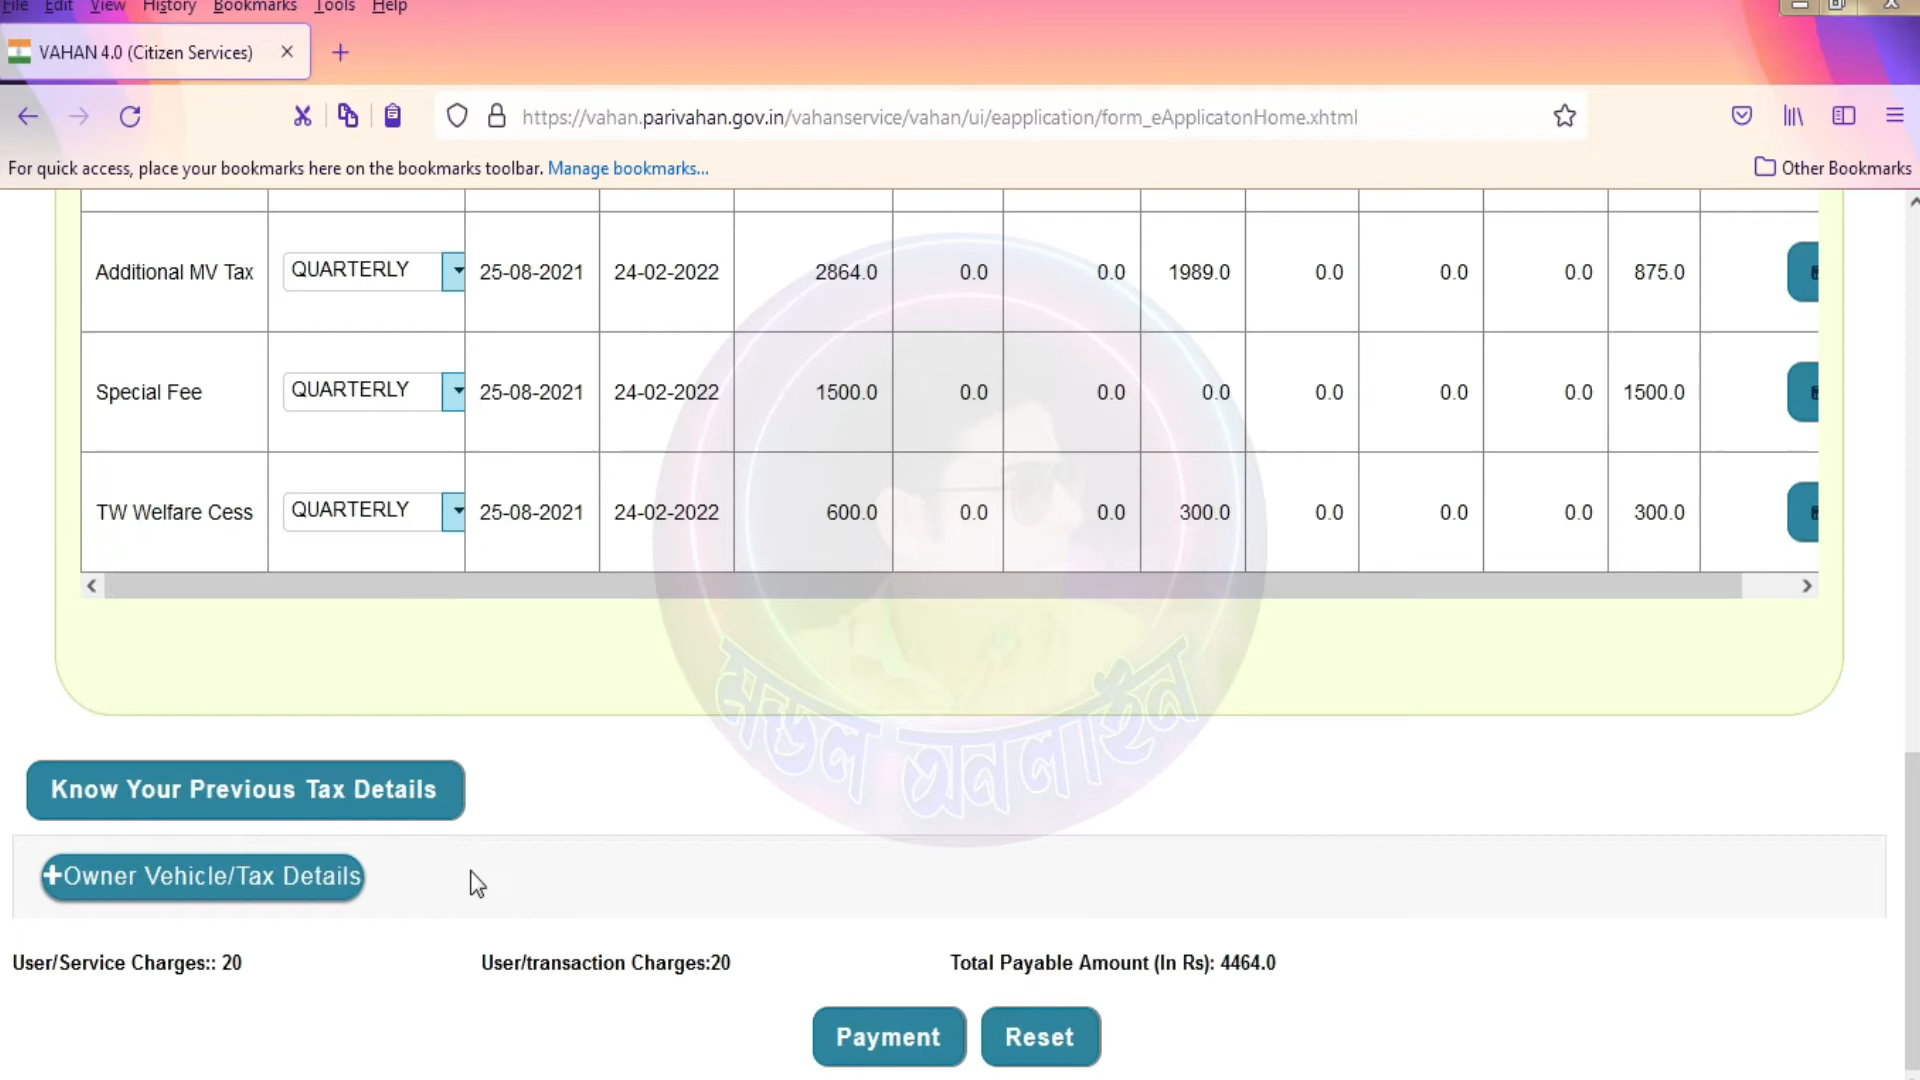 File Edit View History Bookmarks Tools Help
VAHAN 4.0 (Citizen Services)
https://vahan.parivahan.gov.in/vahanservice/vahan/ui/eapplication/form_eApplicatonHome.xhtml
For quick access, place your bookmarks here on the bookmarks toolbar. Manage bookmarks... Other Bookmarks
Additional MV Tax QUARTERLY 25-08-2021 24-02-2022 2864.0 0.0 0.0 1989.0 0.0 0.0 0.0 875.0
Special Fee QUARTERLY 25-08-2021 24-02-2022 1500.0 0.0 0.0 0.0 0.0 0.0 0.0 1500.0
TW Welfare Cess QUARTERLY 25-08-2021 24-02-2022 600.0 0.0 0.0 300.0 0.0 0.0 0.0 300.0
মন্ডল অনলাইন
Know Your Previous Tax Details
+Owner Vehicle/Tax Details
User/Service Charges:: 20 User/transaction Charges:20 Total Payable Amount (In Rs): 4464.0
Payment Reset